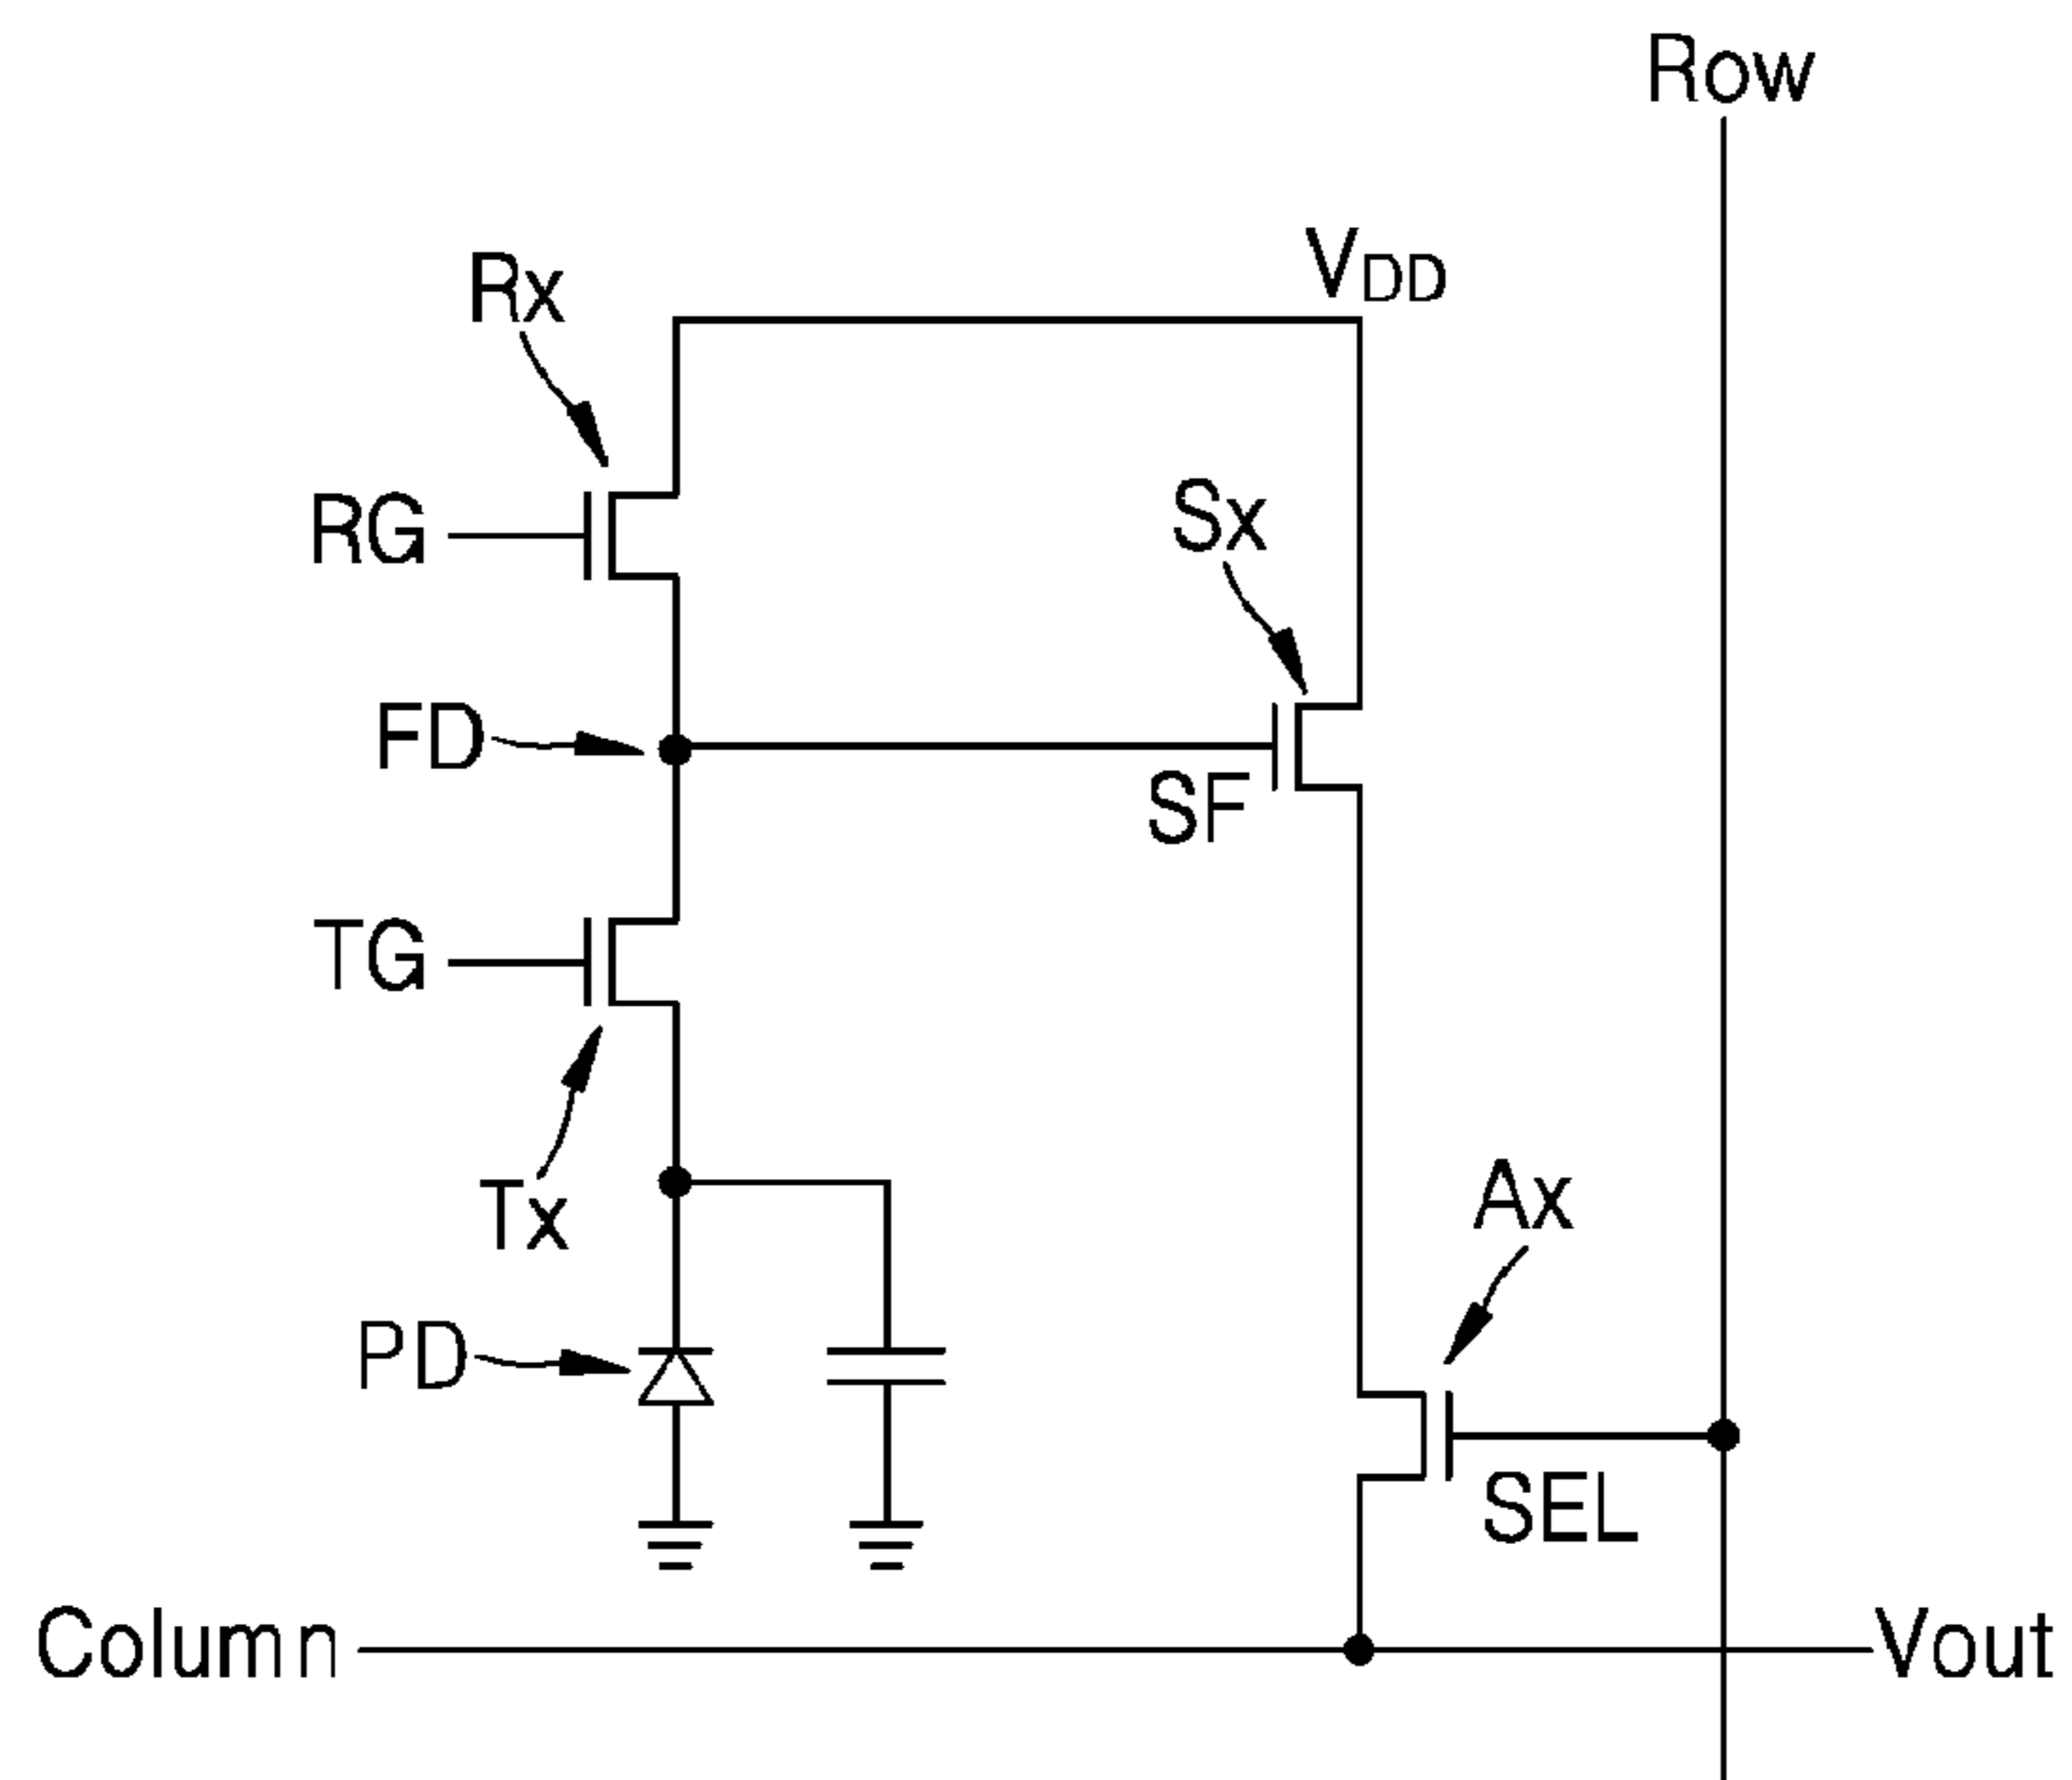 Row
VDD
Rx
RG
Sx
FD
SF
TG
Tx
Ax
PD
SEL
Column
Vout